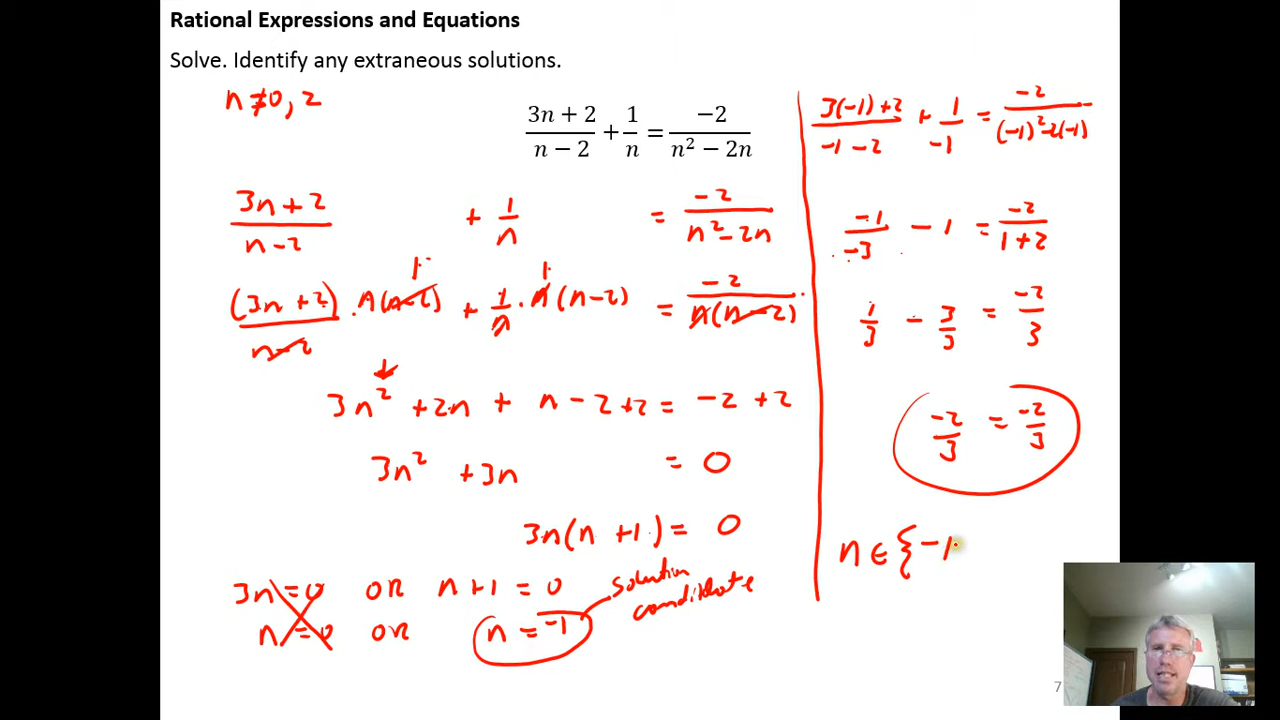 Rational Expressions and Equations
Solve. Identify any extraneous solutions.
n ≠ 0, 2
(3n + 2)/(n − 2) + 1/n = −2/(n² − 2n)
(3n + 2)/(n − 2) + 1/n = −2/(n² − 2n)
(3n + 2)/(n − 2) · n(n − 2) 1 + 1/n · n(n − 2) 1 = −2/(n(n − 2)) ·
3n² + 2n + n − 2 + 2 = −2 + 2
3n² + 3n = 0
3n(n + 1) = 0
3n = 0 OR n + 1 = 0
n = 0 OR n = −1
solution
candidate
(3(−1) + 2)/(−1 − 2) + 1/−1 = −2/((−1)² − 2(−1))
−1/−3 − 1 = −2/(1 + 2)
1/3 − 3/3 = −2/3
−2/3 = −2/3
n ∈ {−1
7